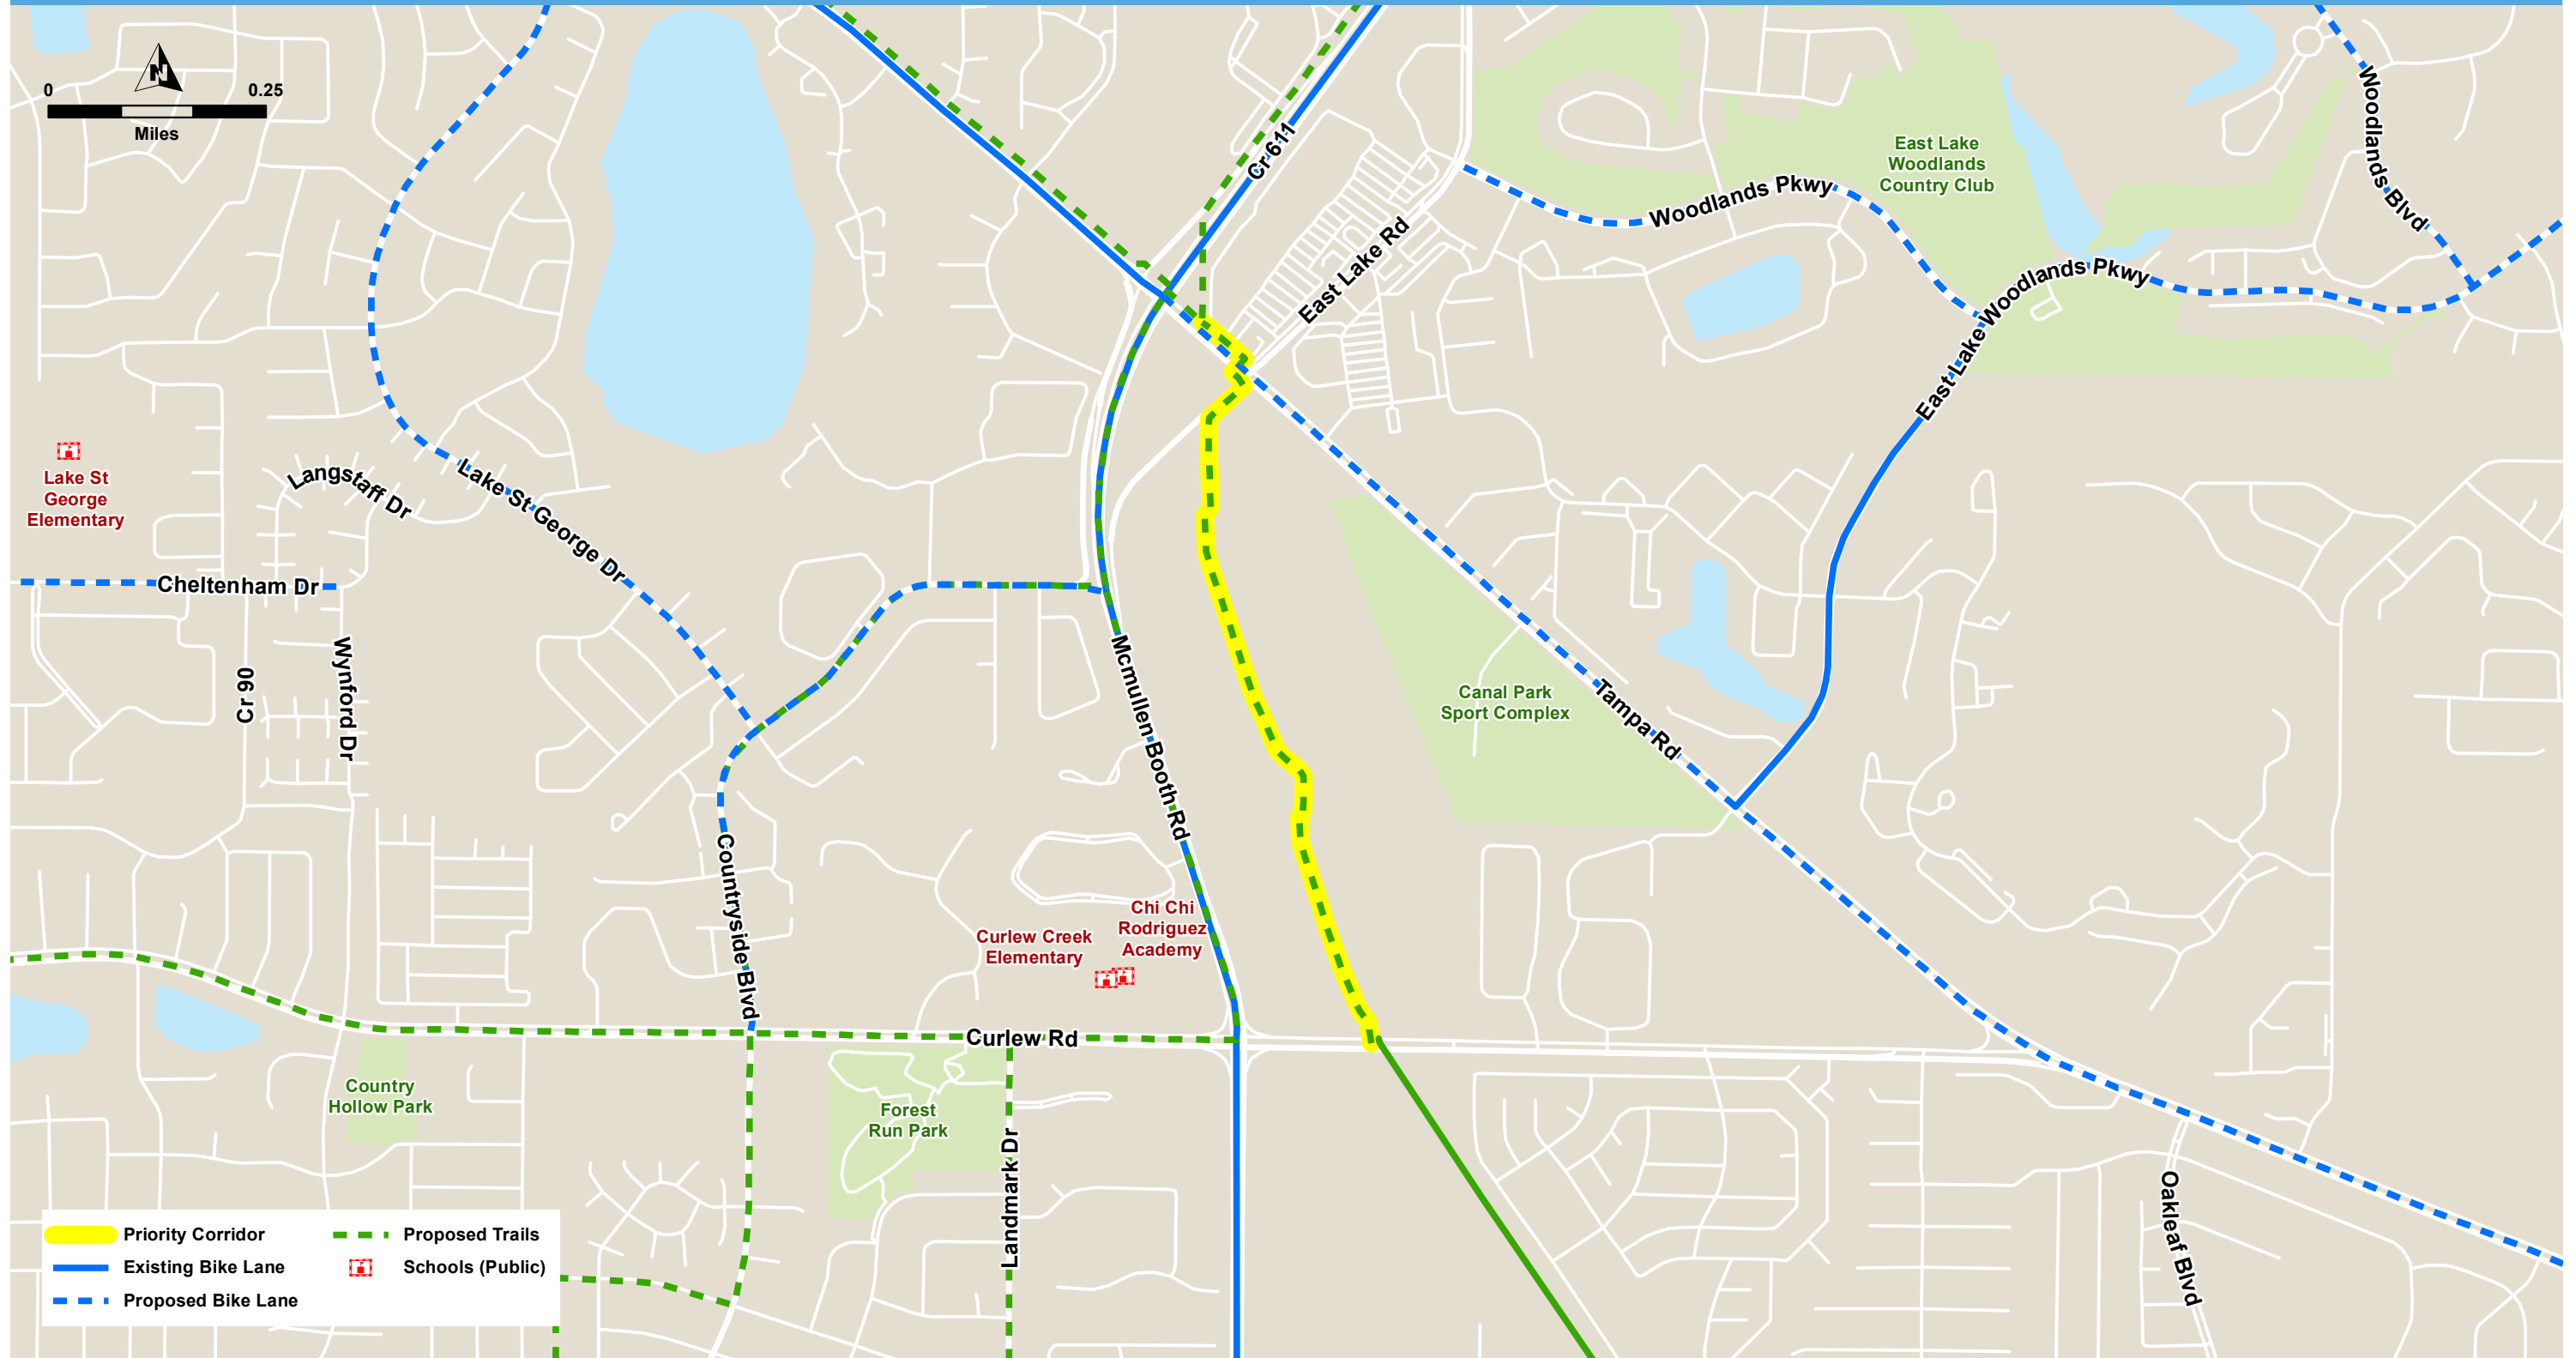 N
0 0.25
Miles
Cr 611
East Lake Rd
Woodlands Pkwy
East Lake
Woodlands
Country Club
Woodlands Blvd
East Lake Woodlands Pkwy
Lake St
George
Elementary
Langstaff Dr
Lake St George Dr
Cheltenham Dr
Cr 90
Wynford Dr
Mcmullen Booth Rd
Canal Park
Sport Complex
Tampa Rd
Countryside Blvd
Chi Chi
Rodriguez
Academy
Curlew Creek
Elementary
Curlew Rd
Country
Hollow Park
Forest
Run Park
Landmark Dr
Oakleaf Blvd
Priority Corridor
Existing Bike Lane
Proposed Bike Lane
Proposed Trails
Schools (Public)